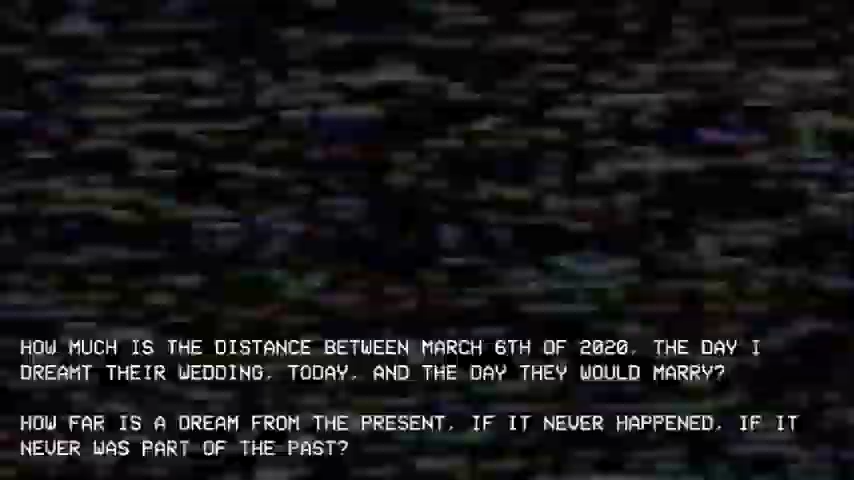 HOW MUCH IS THE DISTANCE BETWEEN MARCH 6TH OF 2020, THE DAY I
DREAMT THEIR WEDDING, TODAY, AND THE DAY THEY WOULD MARRY?
HOW FAR IS A DREAM FROM THE PRESENT, IF IT NEVER HAPPENED, IF IT
NEVER WAS PART OF THE PAST?